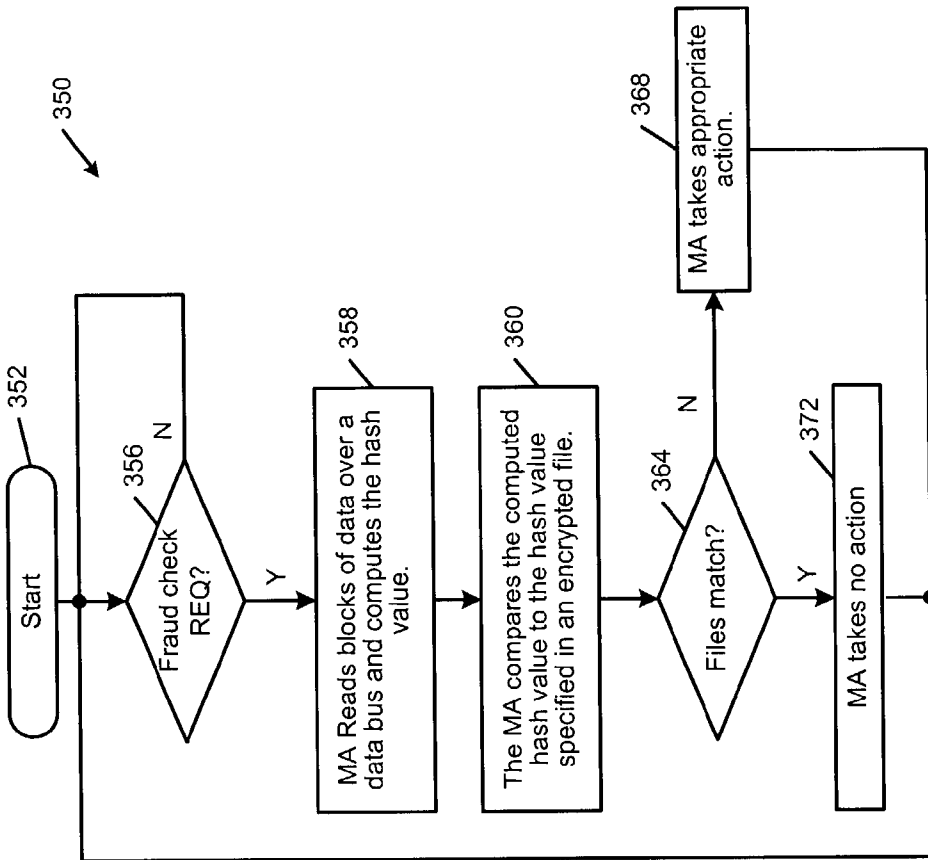 350
352
Start
356
Fraud check
REQ?
N
Y
358
MA Reads blocks of data over a
data bus and computes the hash
value.
360
The MA compares the computed
hash value to the hash value
specified in an encrypted file.
364
Files match?
N
368
MA takes appropriate
action.
Y
372
MA takes no action